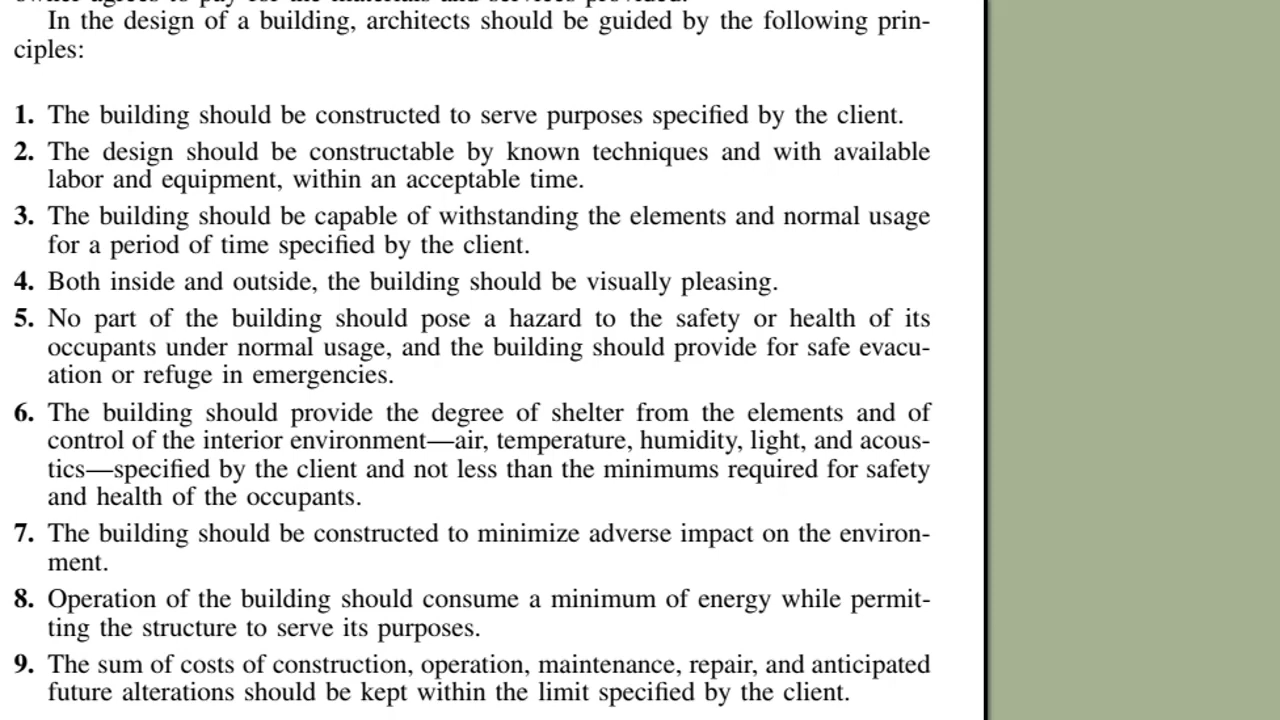 In the design of a building, architects should be guided by the following prin-
ciples:
1. The building should be constructed to serve purposes specified by the client.
2. The design should be constructable by known techniques and with available
labor and equipment, within an acceptable time.
3. The building should be capable of withstanding the elements and normal usage
for a period of time specified by the client.
4. Both inside and outside, the building should be visually pleasing.
5. No part of the building should pose a hazard to the safety or health of its
occupants under normal usage, and the building should provide for safe evacu-
ation or refuge in emergencies.
6. The building should provide the degree of shelter from the elements and of
control of the interior environment—air, temperature, humidity, light, and acous-
tics—specified by the client and not less than the minimums required for safety
and health of the occupants.
7. The building should be constructed to minimize adverse impact on the environ-
ment.
8. Operation of the building should consume a minimum of energy while permit-
ting the structure to serve its purposes.
9. The sum of costs of construction, operation, maintenance, repair, and anticipated
future alterations should be kept within the limit specified by the client.